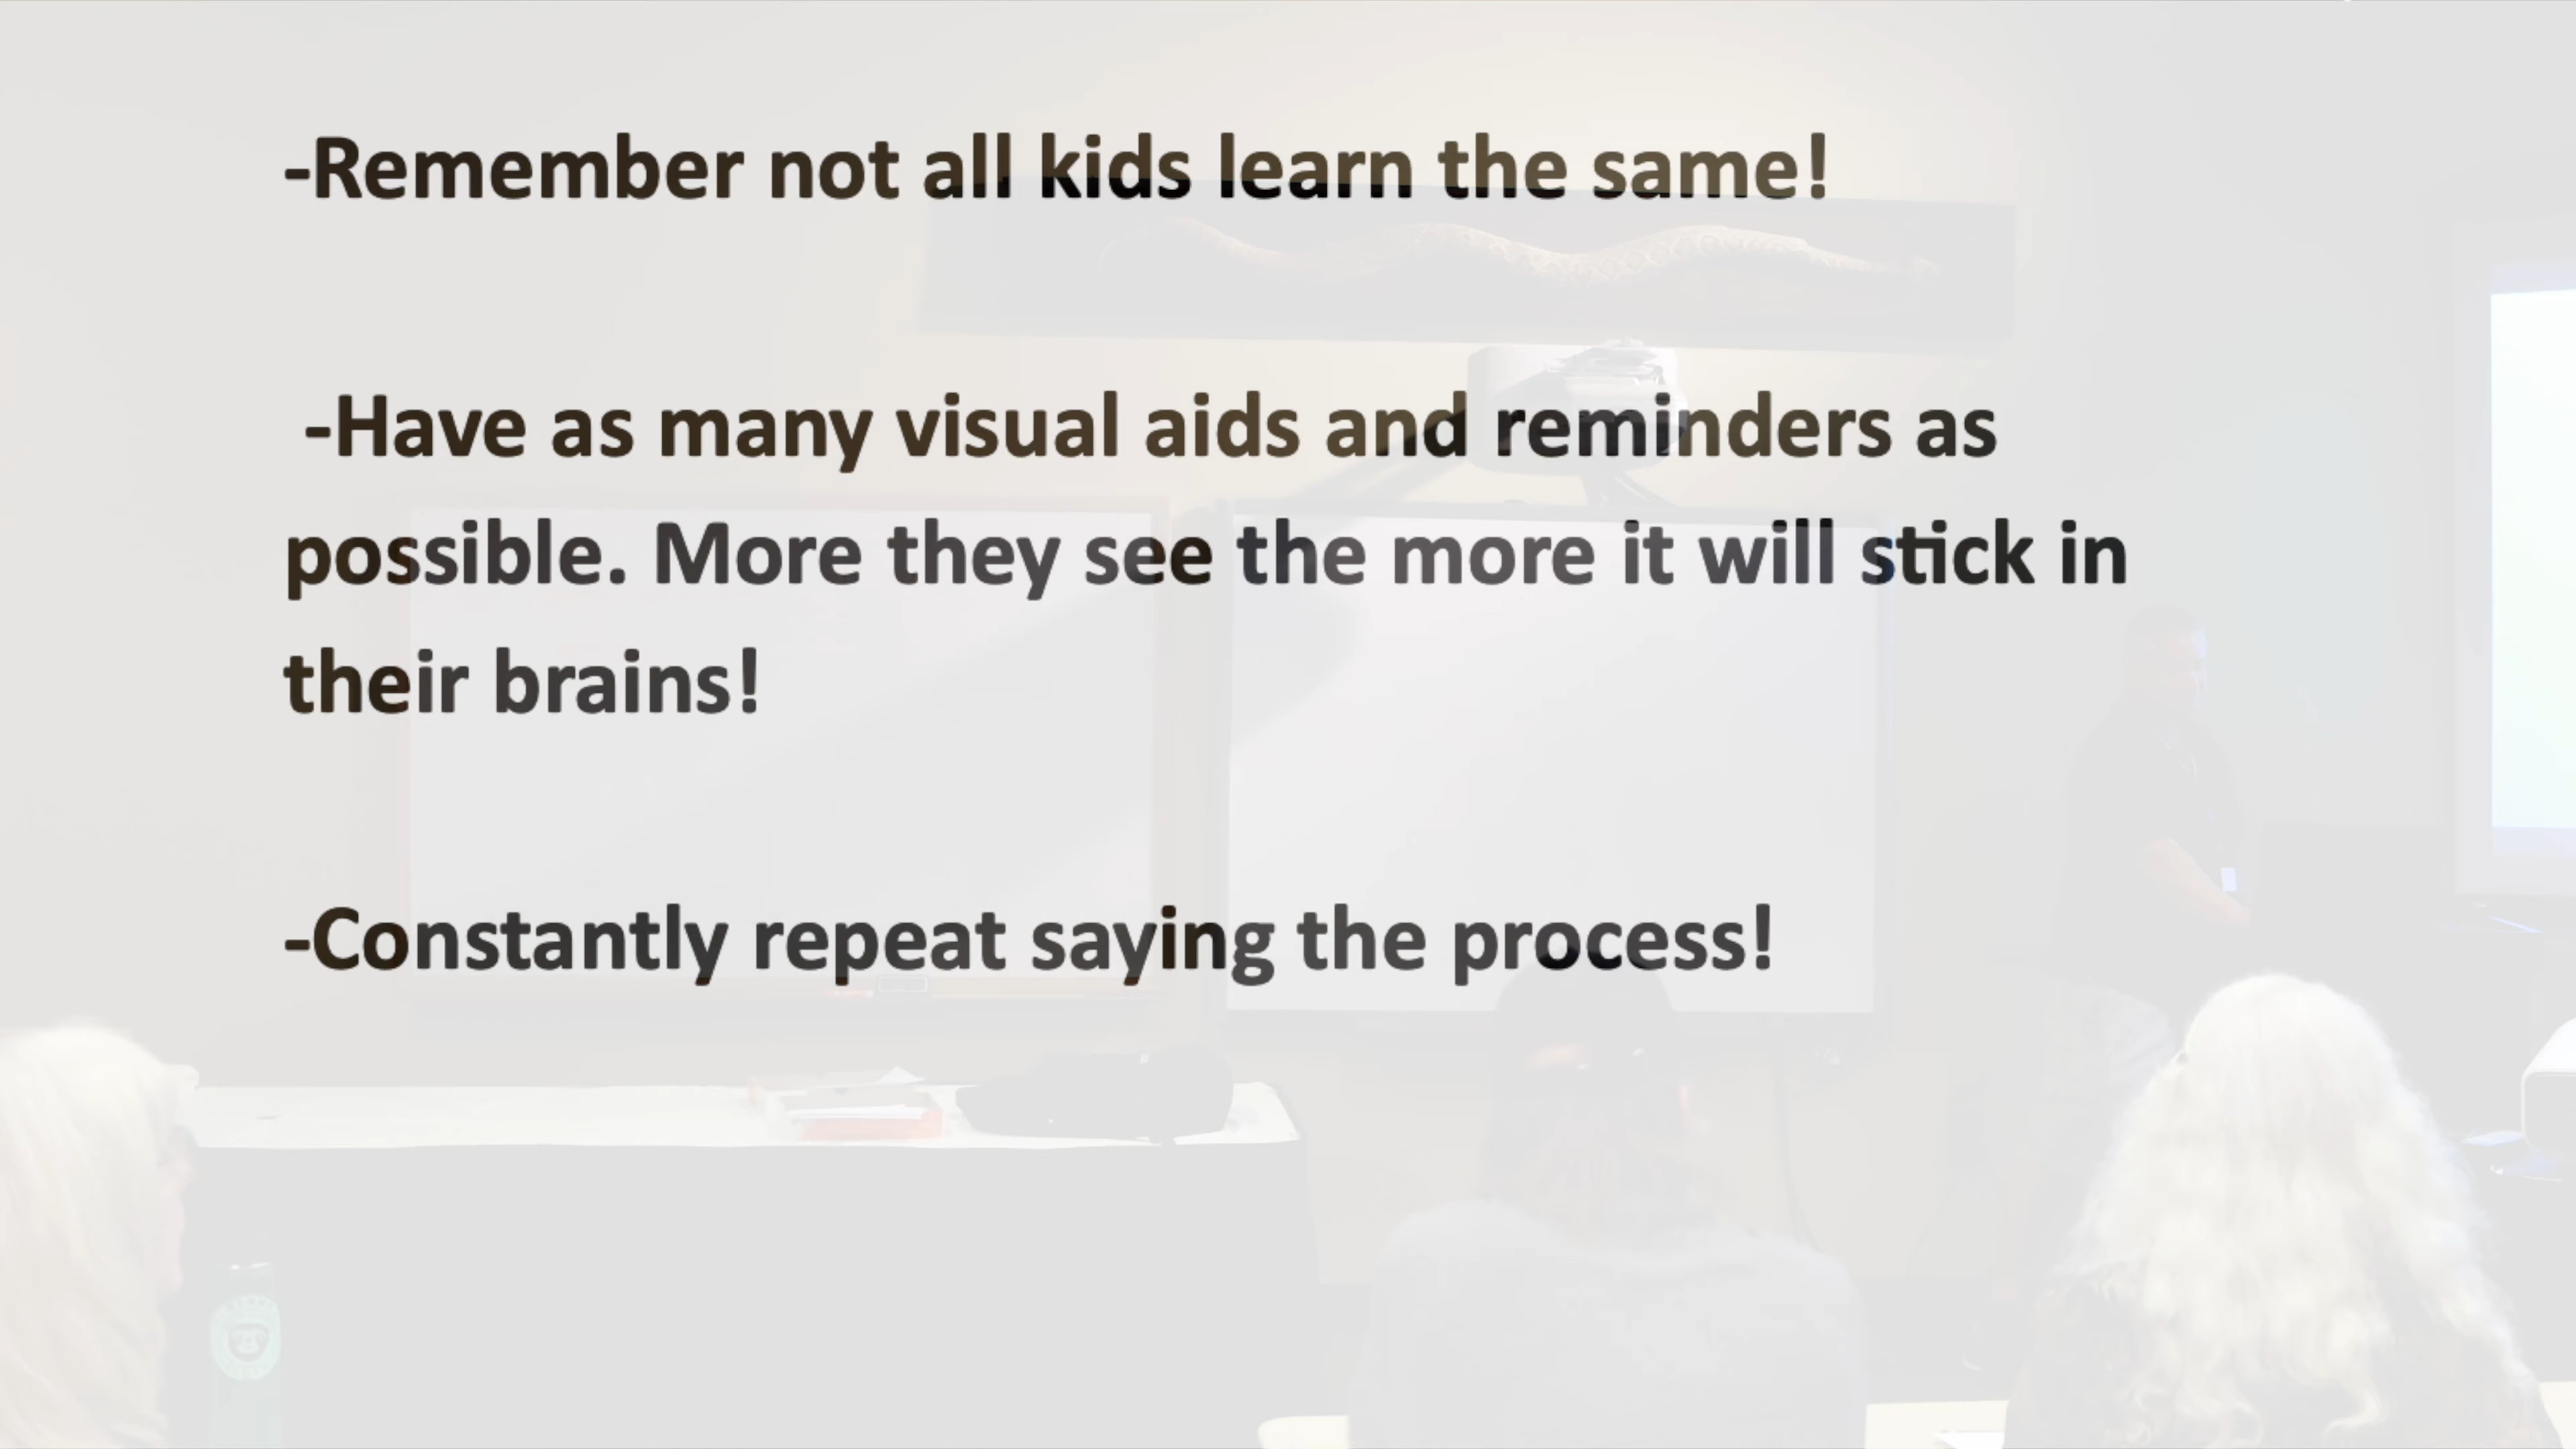 -Remember not all kids learn the same!
-Have as many visual aids and reminders as
possible. More they see the more it will stick in
their brains!
-Constantly repeat saying the process!